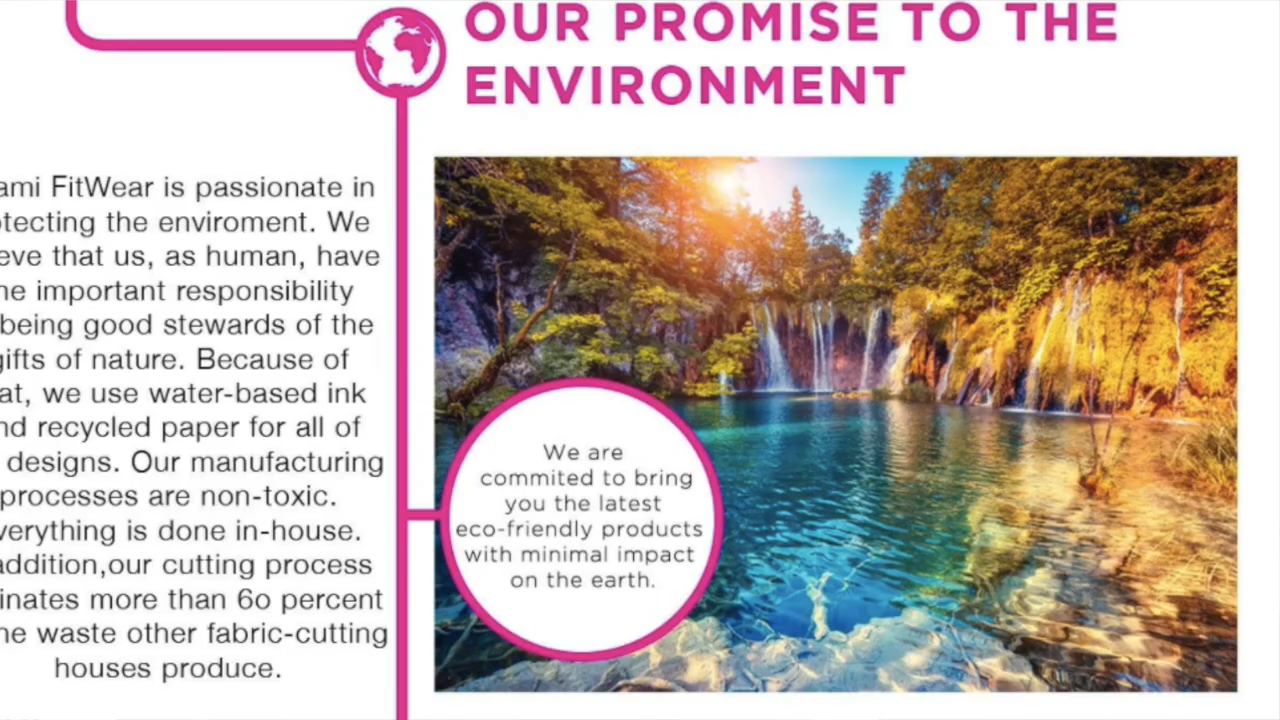 OUR PROMISE TO THE
ENVIRONMENT
FitWear is passionate in
the enviroment. We
that us, as human, have
important responsibility
being good stewards of the
of nature. Because of
we use water-based ink
recycled paper for all of
designs. Our manufacturing
processes are non-toxic.
is done in-house.
our cutting process
more than 60 percent
waste other fabric-cutting
houses produce.
We are
commited to bring
you the latest
eco-friendly products
with minimal impact
on the earth.